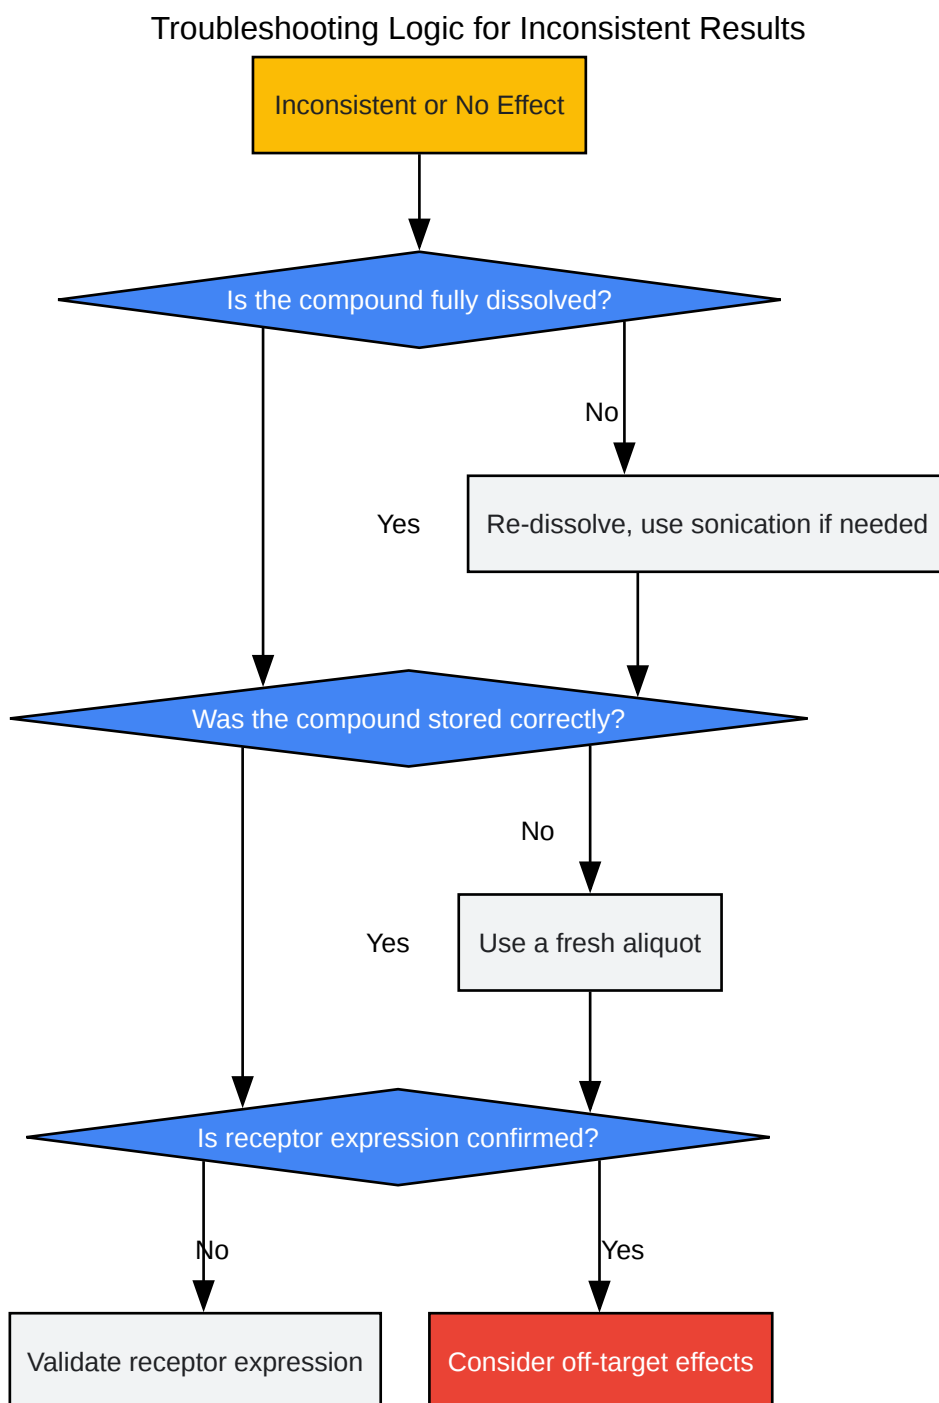 Troubleshooting Logic for Inconsistent Results
Inconsistent or No Effect
Is the compound fully dissolved?
No
Yes
Re-dissolve, use sonication if needed
Was the compound stored correctly?
No
Yes
Use a fresh aliquot
Is receptor expression confirmed?
No
Yes
Validate receptor expression
Consider off-target effects